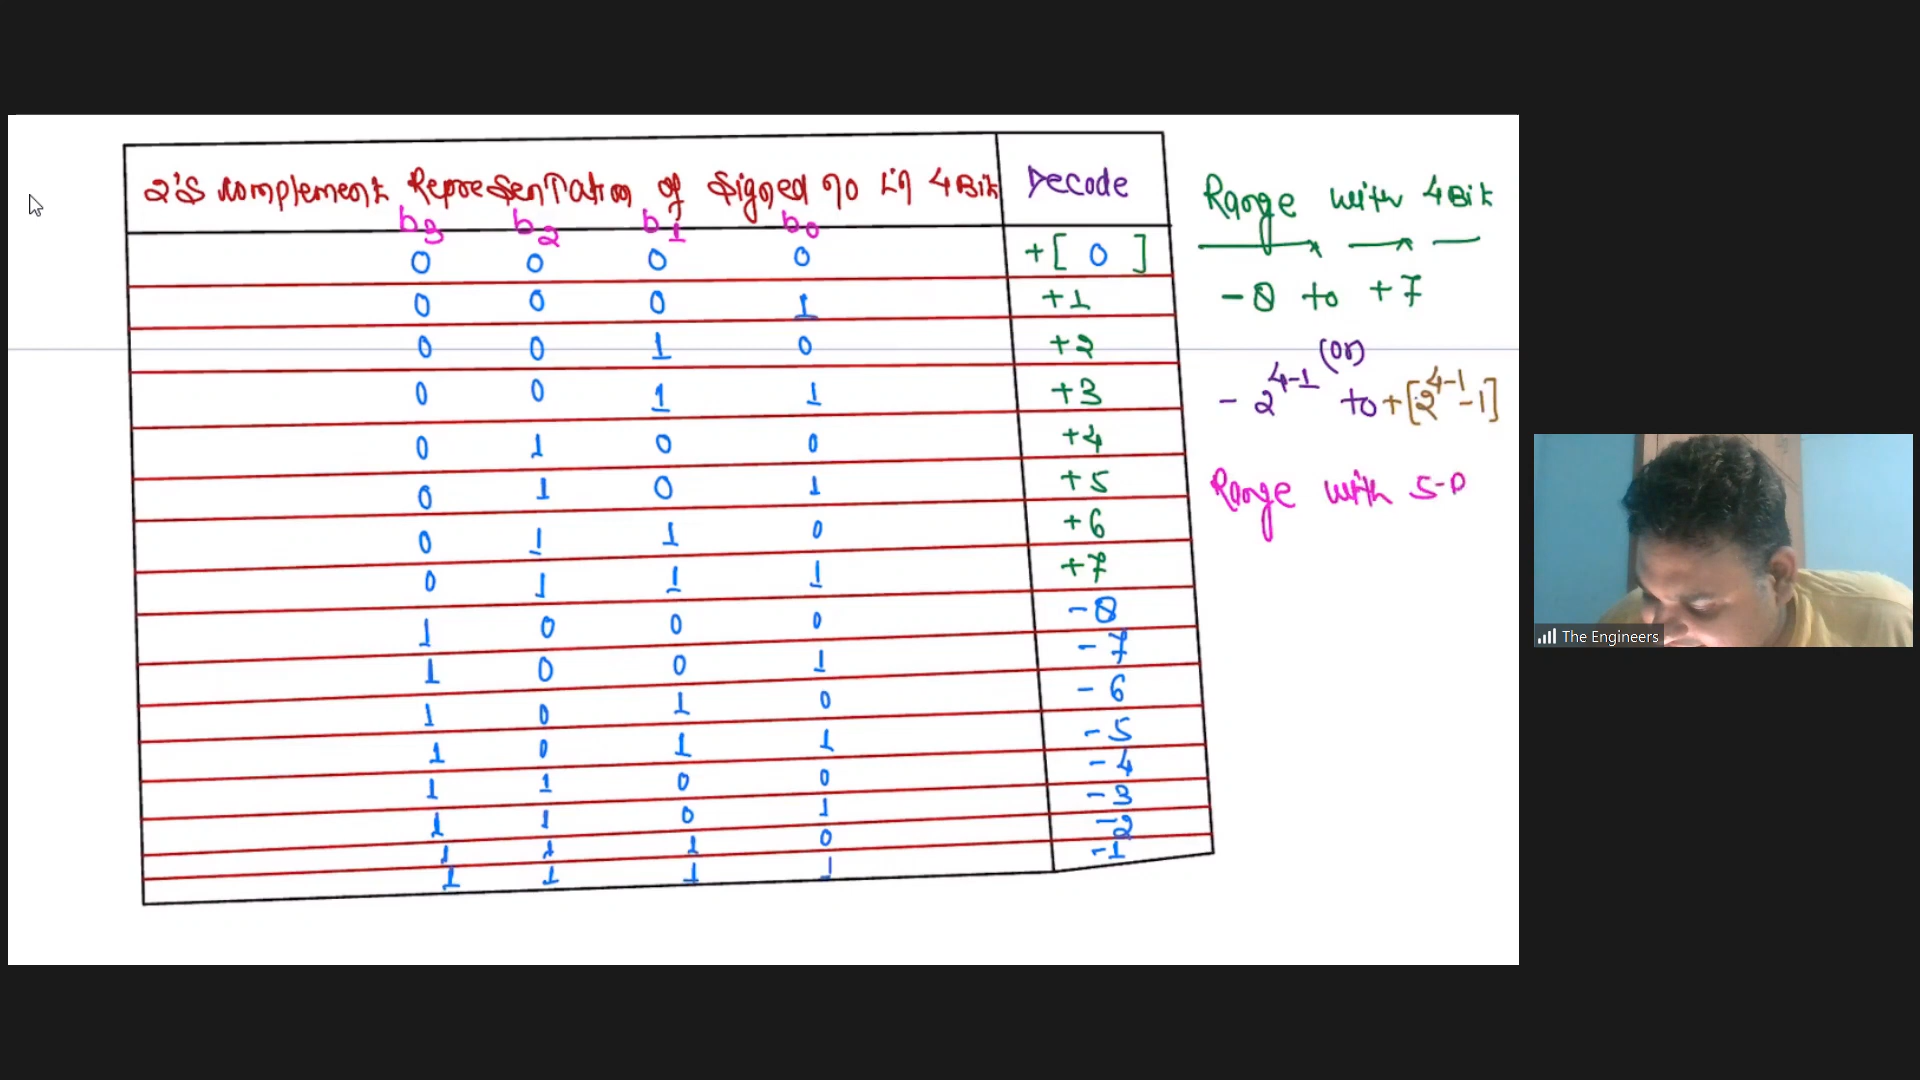 2's complement Representation of Signed no in 4Bit Decode
b3 b2 b1 b0
0 0 0 0 +[ 0 ]
0 0 0 1 +1
0 0 1 0 +2
0 0 1 1 +3
0 1 0 0 +4
0 1 0 1 +5
0 1 1 0 +6
0 1 1 1 +7
1 0 0 0 -8
1 0 0 1 -7
1 0 1 0 -6
1 0 1 1 -5
1 1 0 0 -4
1 1 0 1 -3
1 1 1 0 -2
1 1 1 1 -1
Range with 4Bit
-8 to +7
(or)
- 2^4-1 to +[2^4-1 -1]
Range with 5-
The Engineers